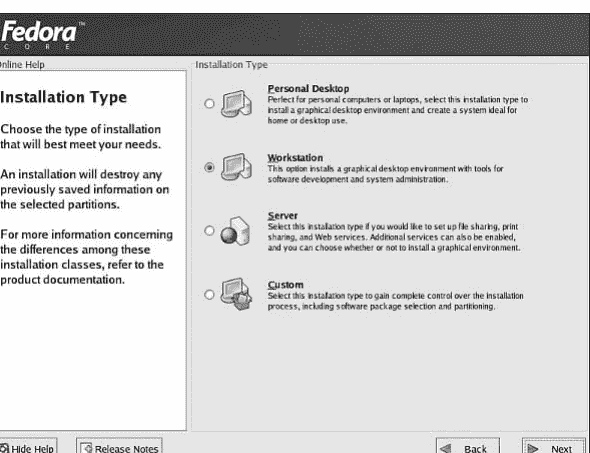 Fedora™
CORE
Online Help
Installation Type
Choose the type of installation
that will best meet your needs.
An installation will destroy any
previously saved information on
the selected partitions.
For more information concerning
the differences among these
installation classes, refer to the
product documentation.
Installation Type
Personal Desktop
Perfect for personal computers or laptops, select this installation type to
install a graphical desktop environment and create a system ideal for
home or desktop use.
Workstation
This option installs a graphical desktop environment with tools for
software development and system administration.
Server
Select this installation type if you would like to set up file sharing, print
sharing, and Web services. Additional services can also be enabled,
and you can choose whether or not to install a graphical environment.
Custom
Select this installation type to gain complete control over the installation
process, including software package selection and partitioning.
Hide Help
Release Notes
Back
Next